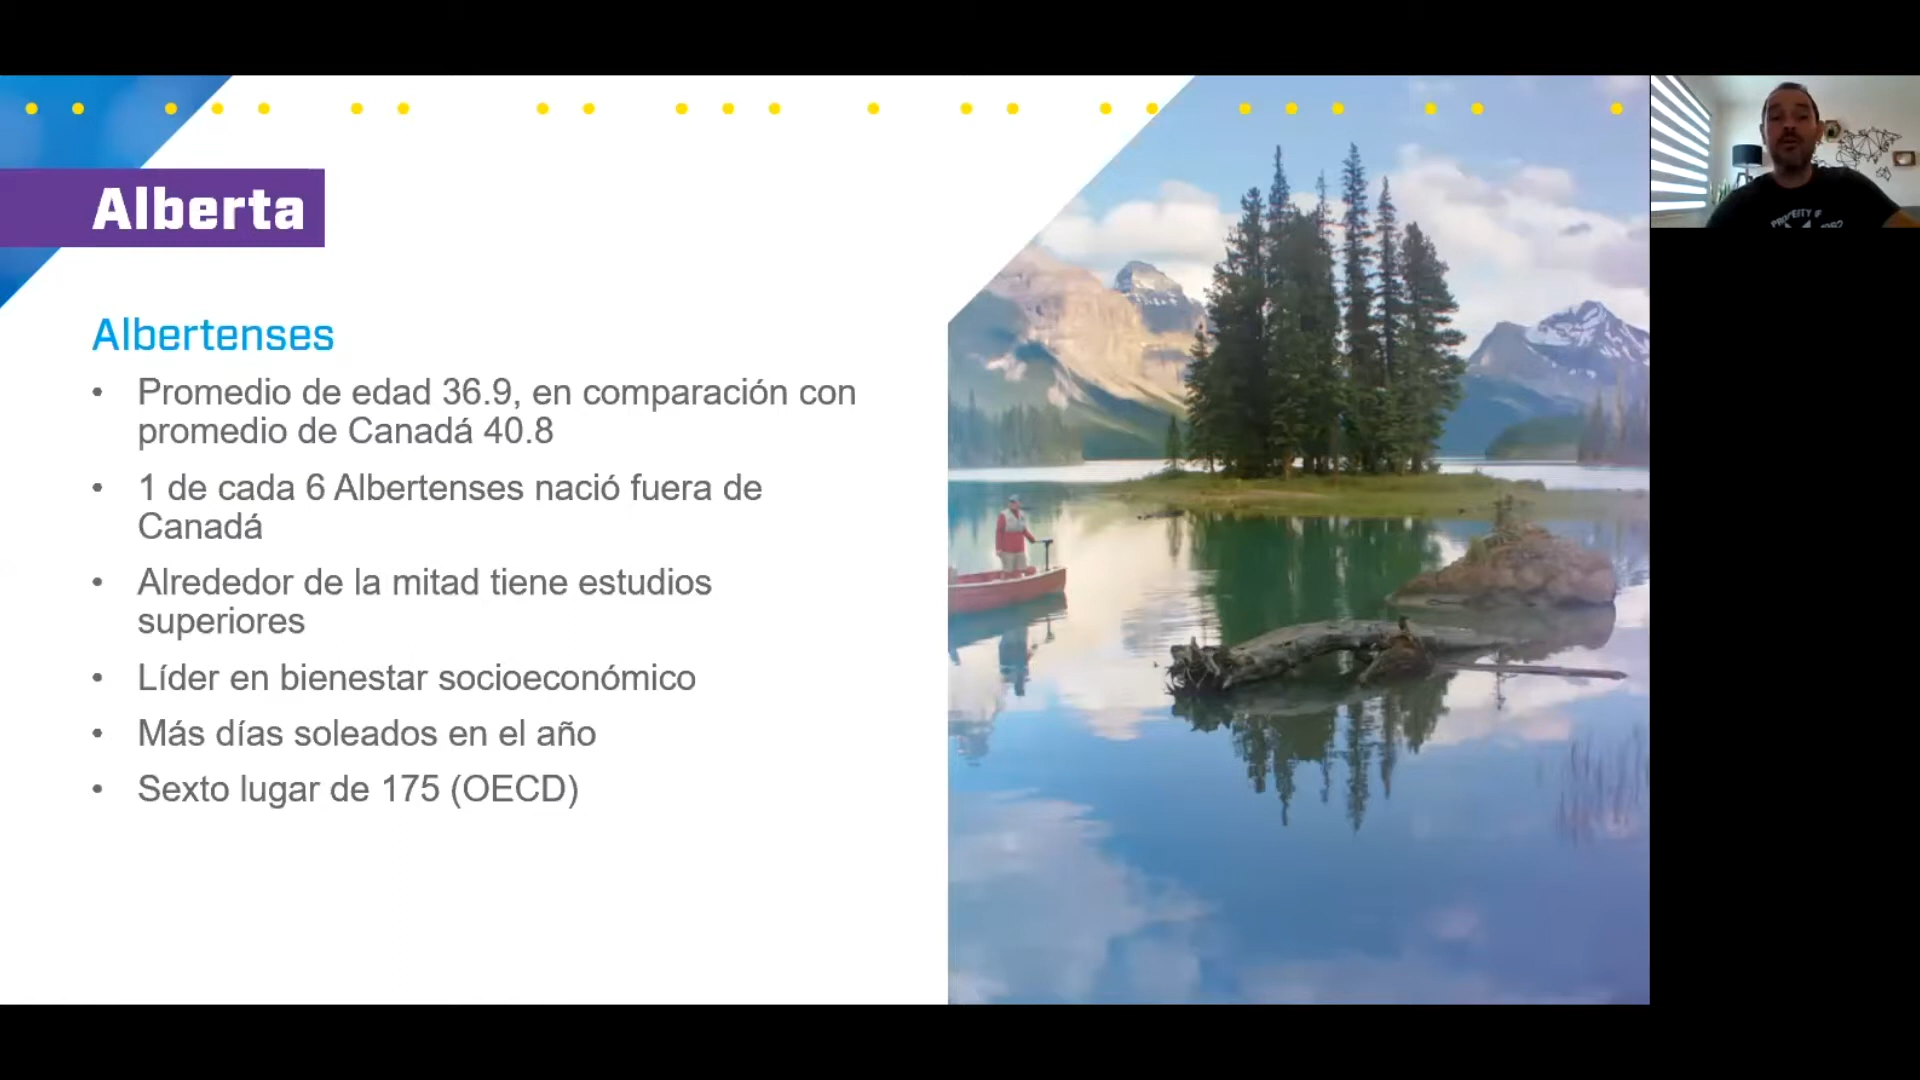 Alberta
Albertenses
• Promedio de edad 36.9, en comparación con
promedio de Canadá 40.8
• 1 de cada 6 Albertenses nació fuera de
Canadá
• Alrededor de la mitad tiene estudios
superiores
• Líder en bienestar socioeconómico
• Más días soleados en el año
• Sexto lugar de 175 (OECD)
PROPERTY OF